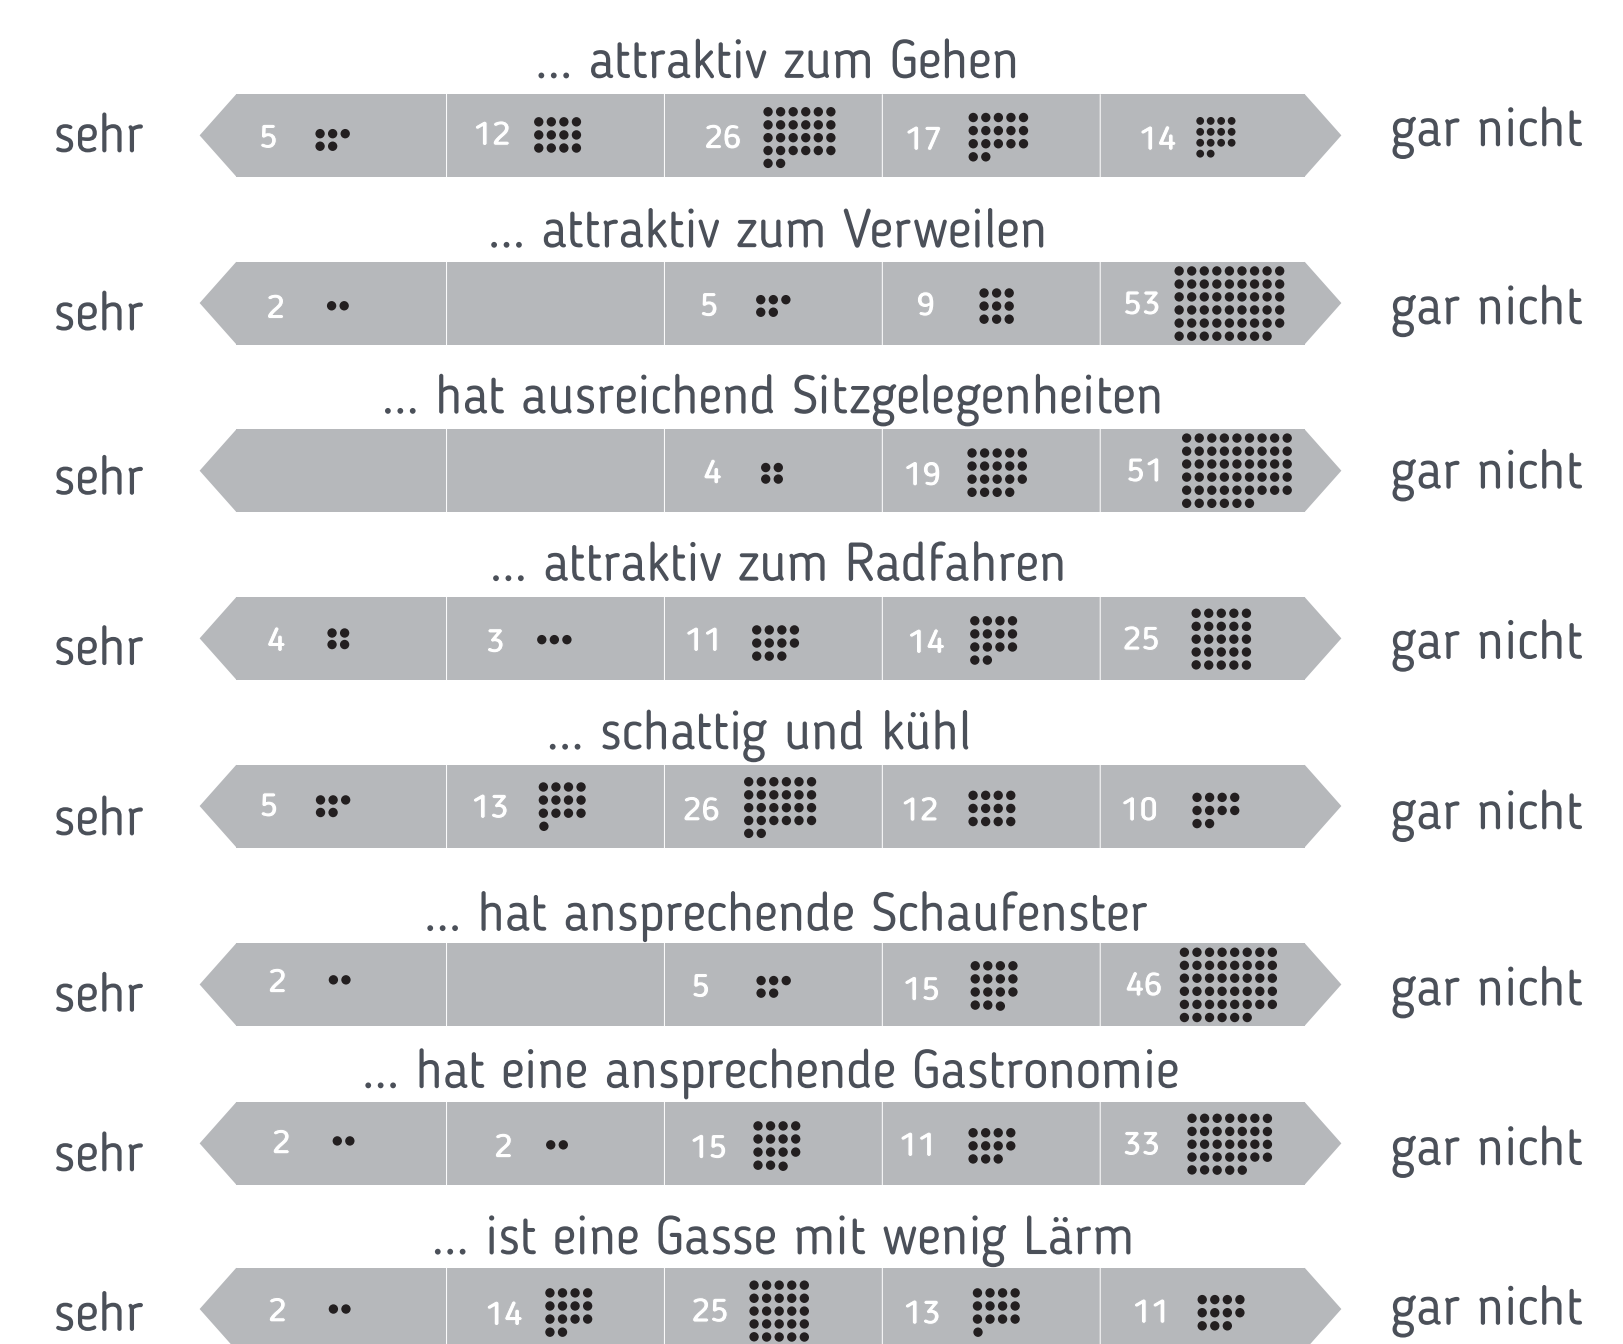 ... attraktiv zum Gehen
sehr 5 12 26 17 14 gar nicht
... attraktiv zum Verweilen
sehr 2 5 9 53 gar nicht
... hat ausreichend Sitzgelegenheiten
sehr 4 19 51 gar nicht
... attraktiv zum Radfahren
sehr 4 3 11 14 25 gar nicht
... schattig und kühl
sehr 5 13 26 12 10 gar nicht
... hat ansprechende Schaufenster
sehr 2 5 15 46 gar nicht
... hat eine ansprechende Gastronomie
sehr 2 2 15 11 33 gar nicht
... ist eine Gasse mit wenig Lärm
sehr 2 14 25 13 11 gar nicht